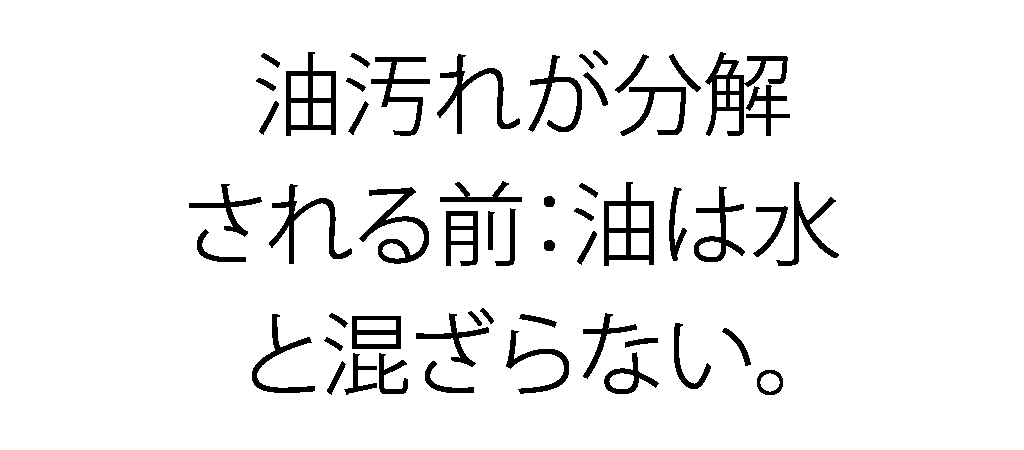 油汚れが分解
される前：油は水
と混ざらない。